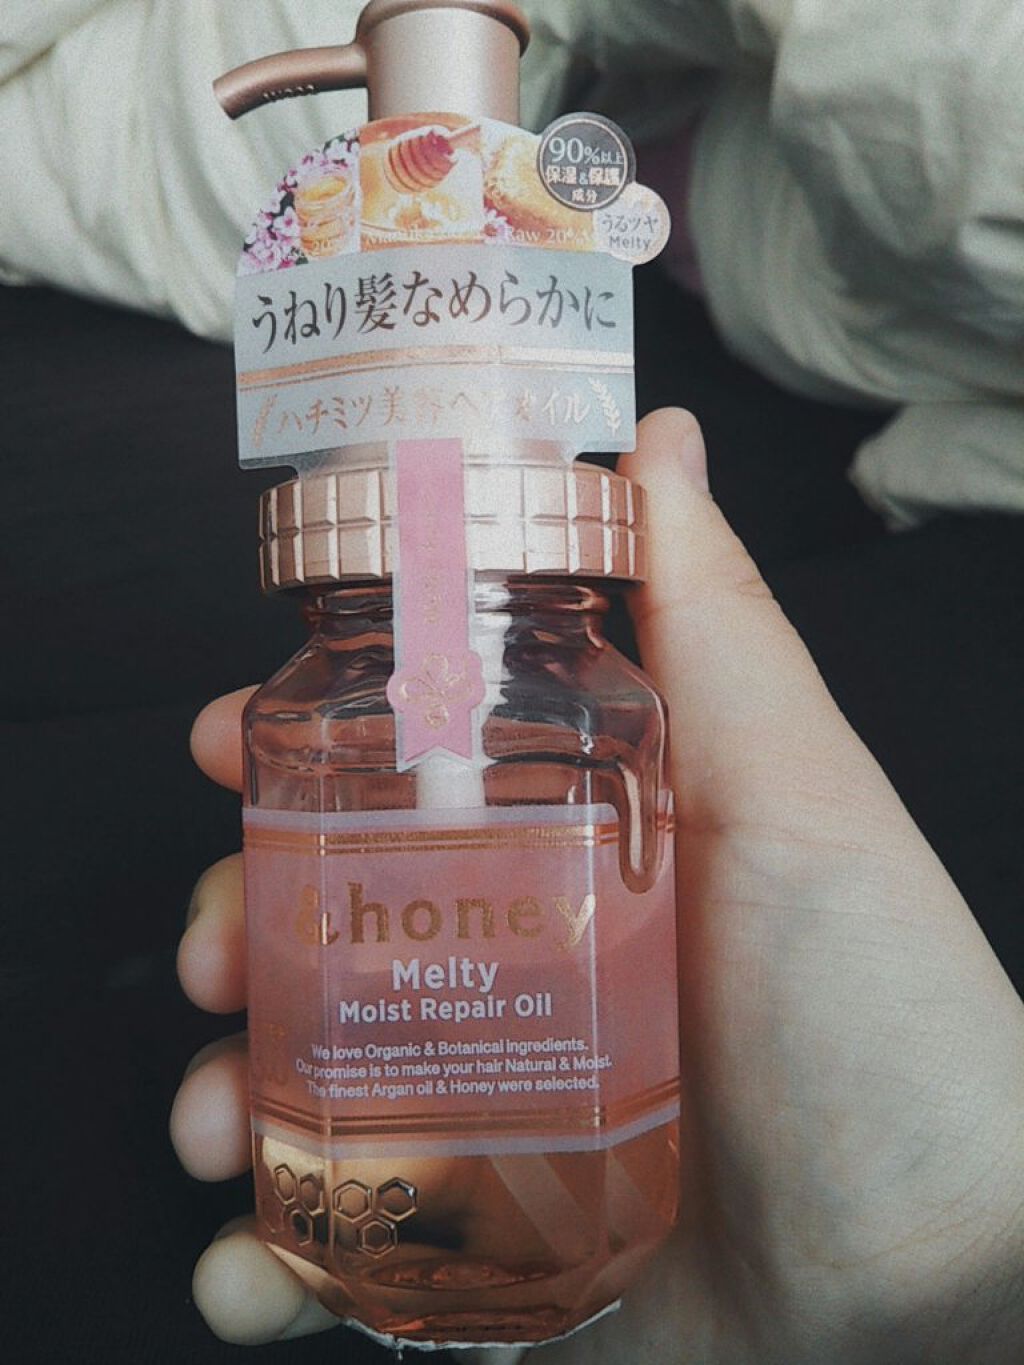 90%以上
保湿&保護
成分
うるツヤ
Melty
Raw 20%
うねり髪なめらかに
ハチミツ美容ヘアオイル
&honey
Melty
Moist Repair Oil
We love Organic & Botanical ingredients.
Our promise is to make your hair Natural & Moist.
The finest Argan oil & Honey were selected.